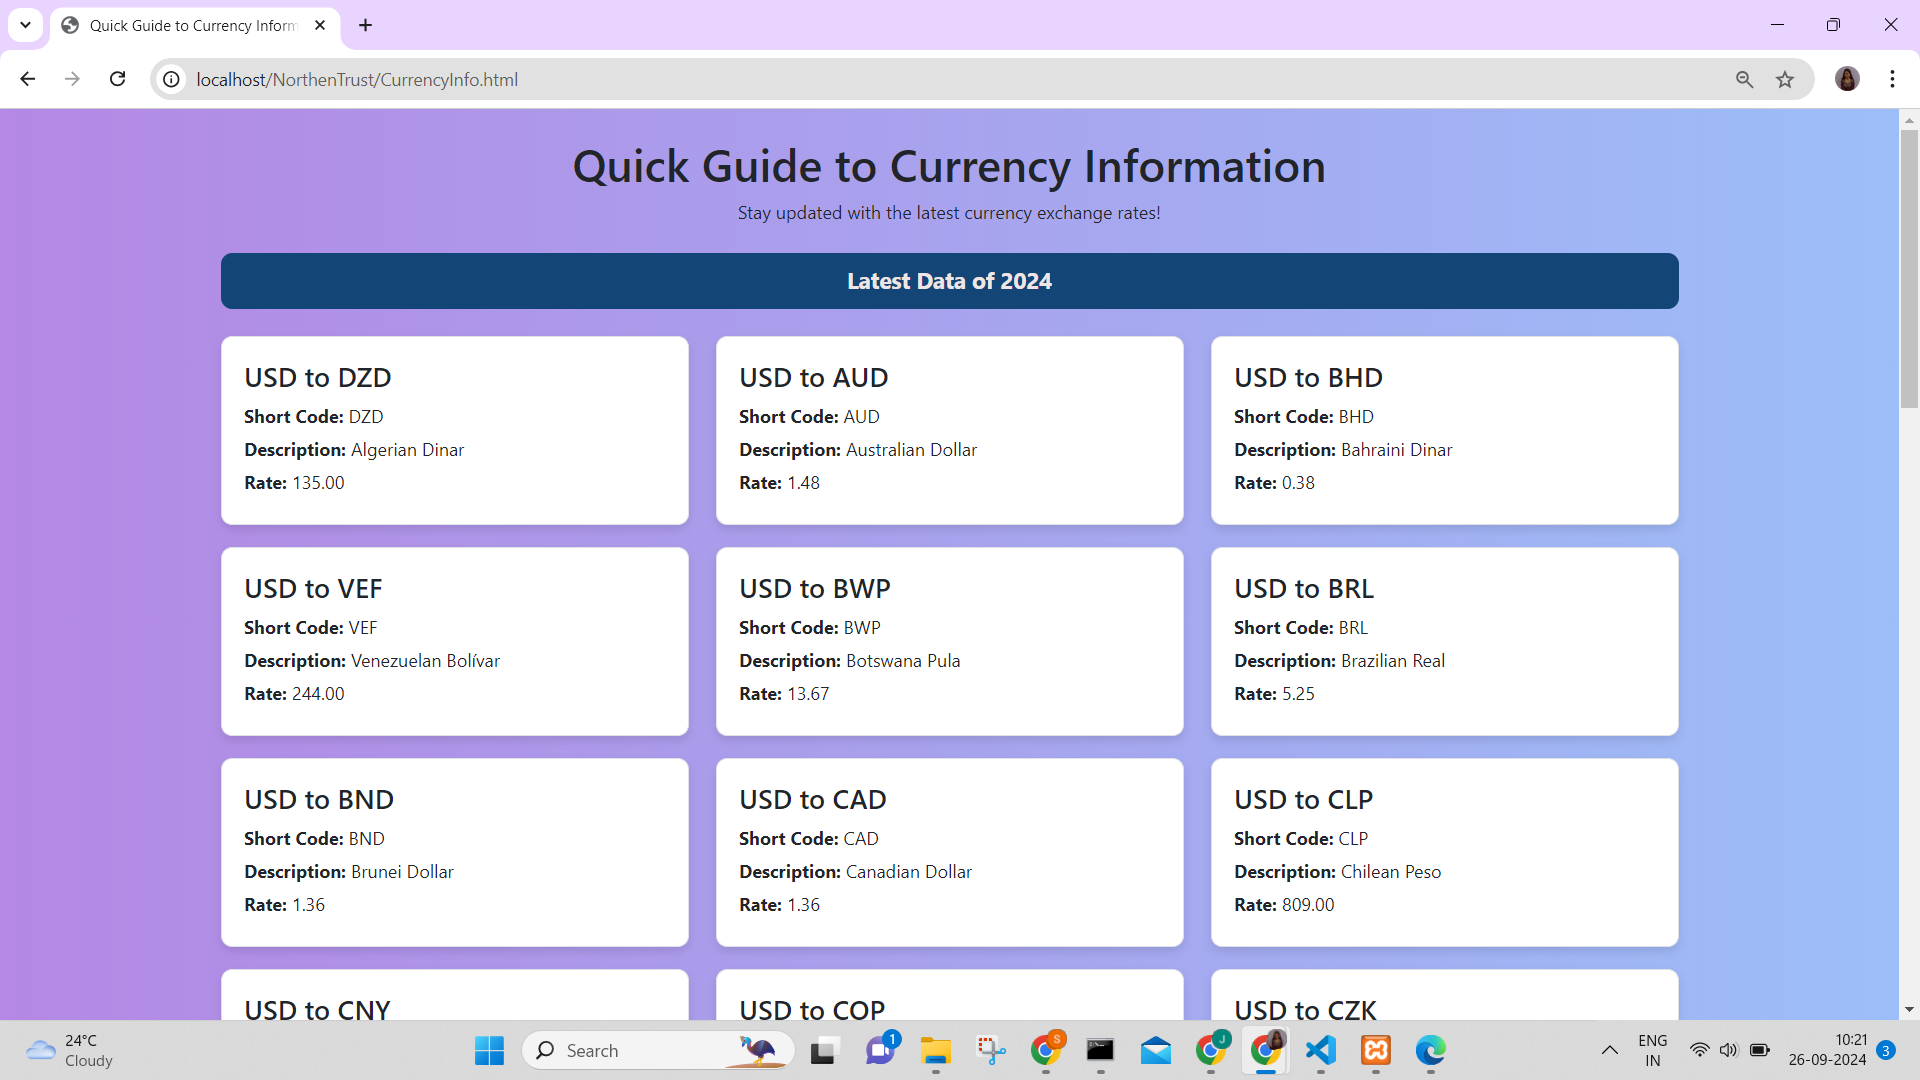 Quick Guide to Currency Inform
localhost/NorthenTrust/CurrencyInfo.html
Quick Guide to Currency Information
Stay updated with the latest currency exchange rates!
Latest Data of 2024
USD to DZD
Short Code: DZD
Description: Algerian Dinar
Rate: 135.00
USD to AUD
Short Code: AUD
Description: Australian Dollar
Rate: 1.48
USD to BHD
Short Code: BHD
Description: Bahraini Dinar
Rate: 0.38
USD to VEF
Short Code: VEF
Description: Venezuelan Bolívar
Rate: 244.00
USD to BWP
Short Code: BWP
Description: Botswana Pula
Rate: 13.67
USD to BRL
Short Code: BRL
Description: Brazilian Real
Rate: 5.25
USD to BND
Short Code: BND
Description: Brunei Dollar
Rate: 1.36
USD to CAD
Short Code: CAD
Description: Canadian Dollar
Rate: 1.36
USD to CLP
Short Code: CLP
Description: Chilean Peso
Rate: 809.00
USD to CNY
USD to COP
USD to CZK
24°C
Cloudy
Search
1
S
J
ENG
IN
10:21
26-09-2024
3